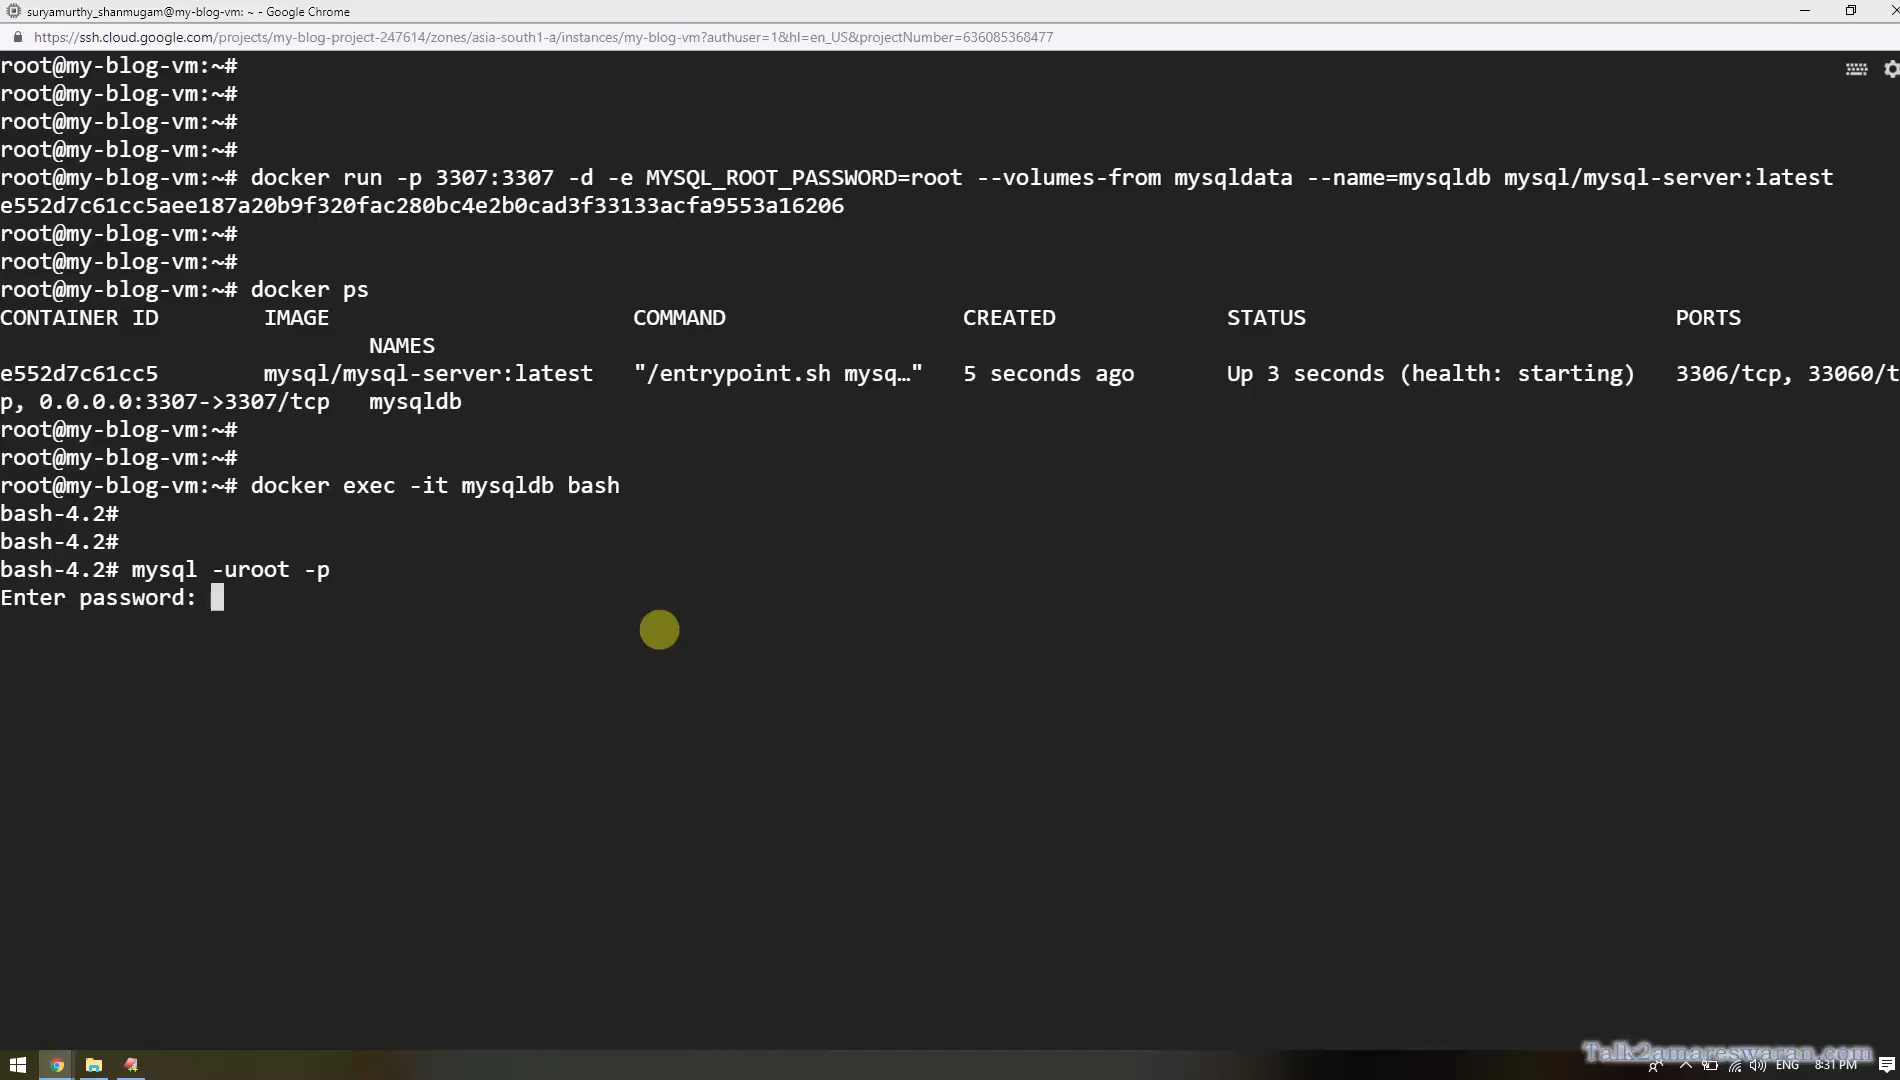 suryamurthy_shanmugam@my-blog-vm: ~ - Google Chrome
https://ssh.cloud.google.com/projects/my-blog-project-247614/zones/asia-south1-a/instances/my-blog-vm?authuser=1&hl=en_US&projectNumber=636085368477
root@my-blog-vm:~#
root@my-blog-vm:~#
root@my-blog-vm:~#
root@my-blog-vm:~#
root@my-blog-vm:~# docker run -p 3307:3307 -d -e MYSQL_ROOT_PASSWORD=root --volumes-from mysqldata --name=mysqldb mysql/mysql-server:latest
e552d7c61cc5aee187a20b9f320fac280bc4e2b0cad3f33133acfa9553a16206
root@my-blog-vm:~#
root@my-blog-vm:~#
root@my-blog-vm:~# docker ps
CONTAINER ID IMAGE COMMAND CREATED STATUS PORTS
NAMES
e552d7c61cc5 mysql/mysql-server:latest "/entrypoint.sh mysq…" 5 seconds ago Up 3 seconds (health: starting) 3306/tcp, 33060/t
p, 0.0.0.0:3307->3307/tcp mysqldb
root@my-blog-vm:~#
root@my-blog-vm:~#
root@my-blog-vm:~# docker exec -it mysqldb bash
bash-4.2#
bash-4.2#
bash-4.2# mysql -uroot -p
Enter password:
Talk2amareswaran.com
ENG 8:31 PM